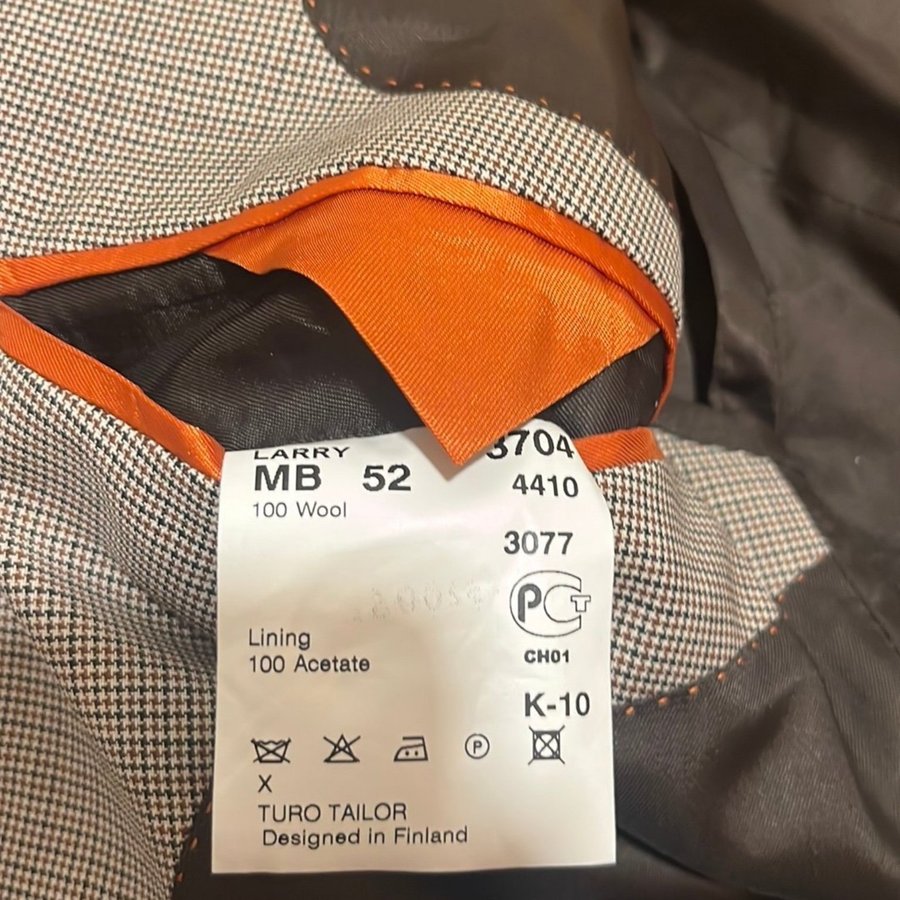 LARRY 3704
MB 52
4410
100 Wool
3077
PCT
CH01
Lining
100 Acetate
K-10
P
X
TURO TAILOR
Designed in Finland